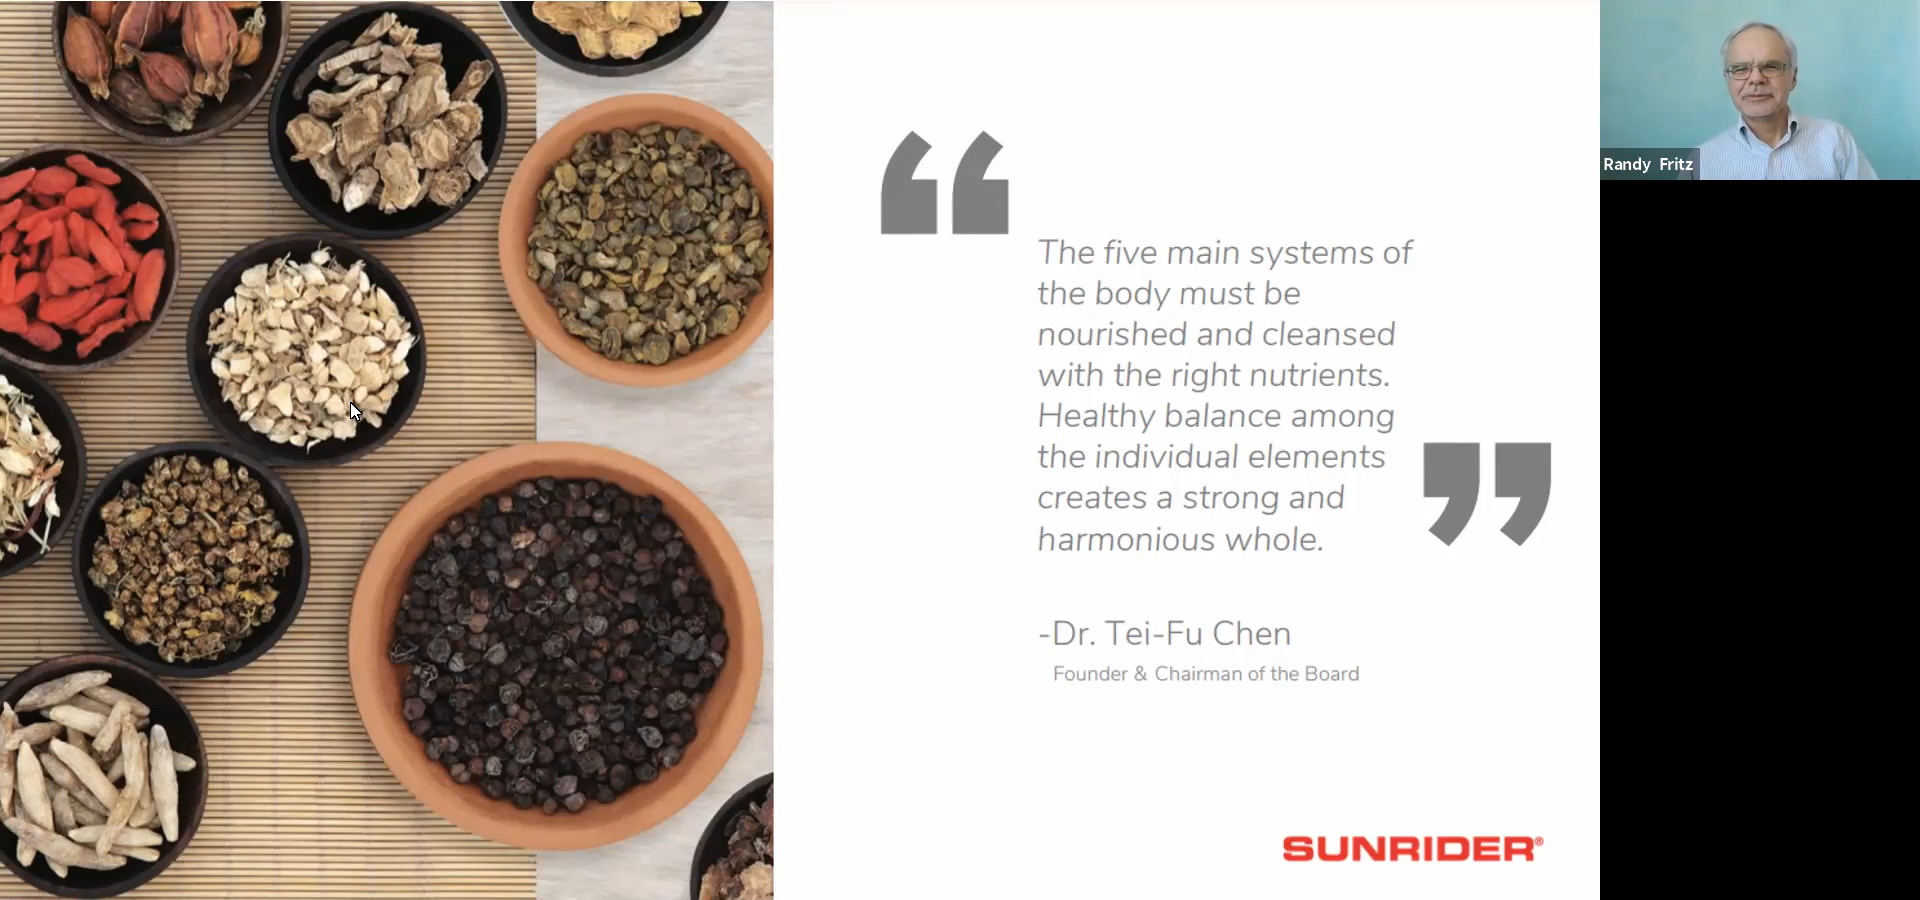 The five main systems of
the body must be
nourished and cleansed
with the right nutrients.
Healthy balance among
the individual elements
creates a strong and
harmonious whole.
-Dr. Tei-Fu Chen
Founder & Chairman of the Board
SUNRIDER®
Randy Fritz